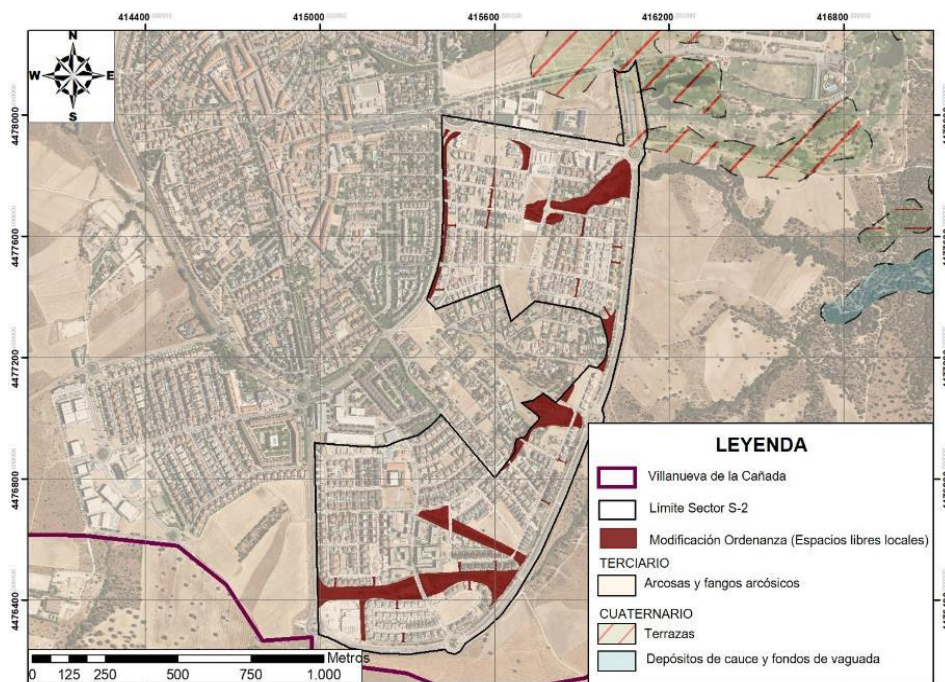 414400 415000 415600 416200 416800
N
W E
S
4478000
4477600
4477200
4476800
4476400
LEYENDA
Villanueva de la Cañada
Límite Sector S-2
Modificación Ordenanza (Espacios libres locales)
TERCIARIO
Arcosas y fangos arcósicos
CUATERNARIO
Terrazas
Depósitos de cauce y fondos de vaguada
Metros
0 125 250 500 750 1.000